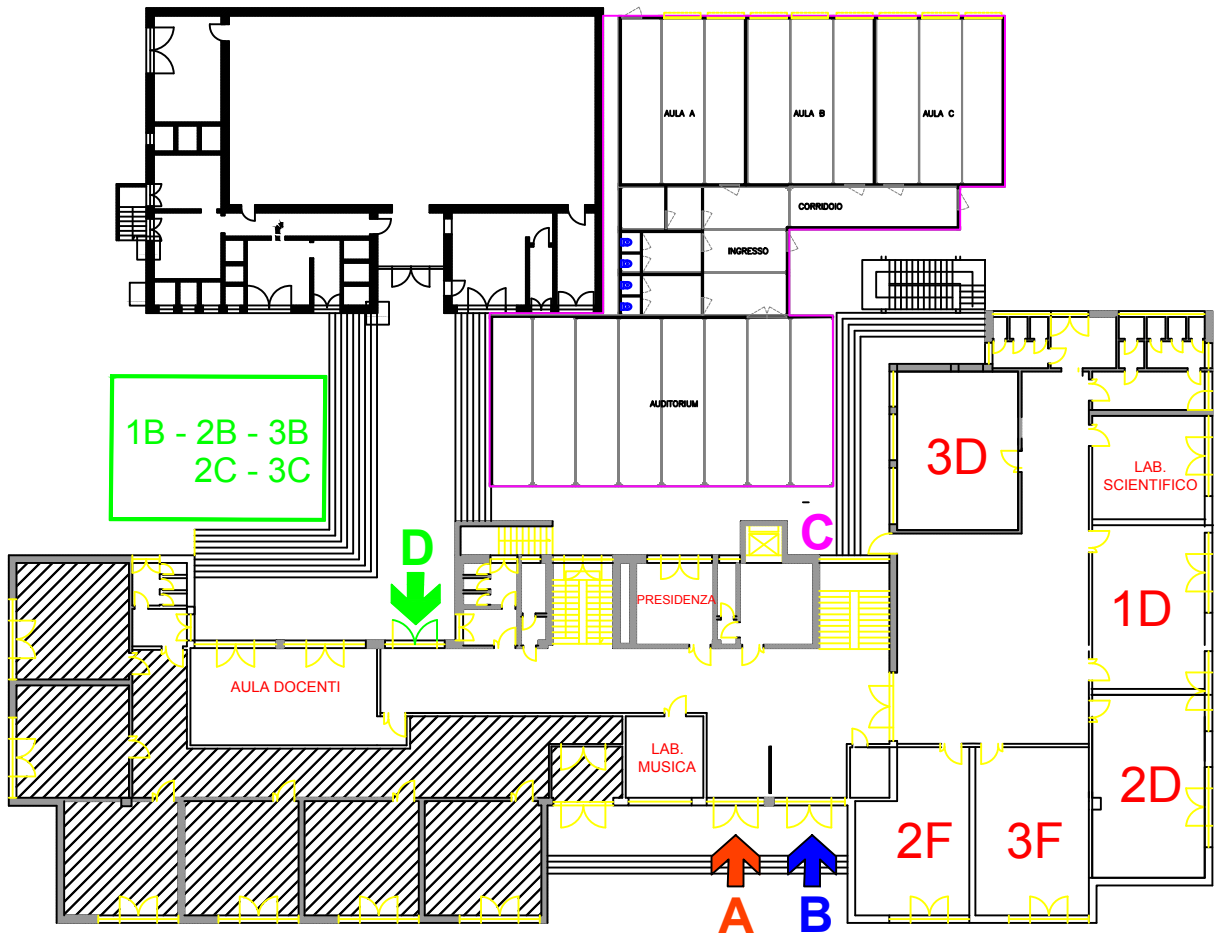 AULA A
AULA B
AULA C
CORRIDOIO
INGRESSO
AUDITORIUM
1B - 2B - 3B
2C - 3C
3D
LAB.
SCIENTIFICO
C
D
PRESIDENZA
1D
AULA DOCENTI
LAB.
MUSICA
2D
2F
3F
A
B